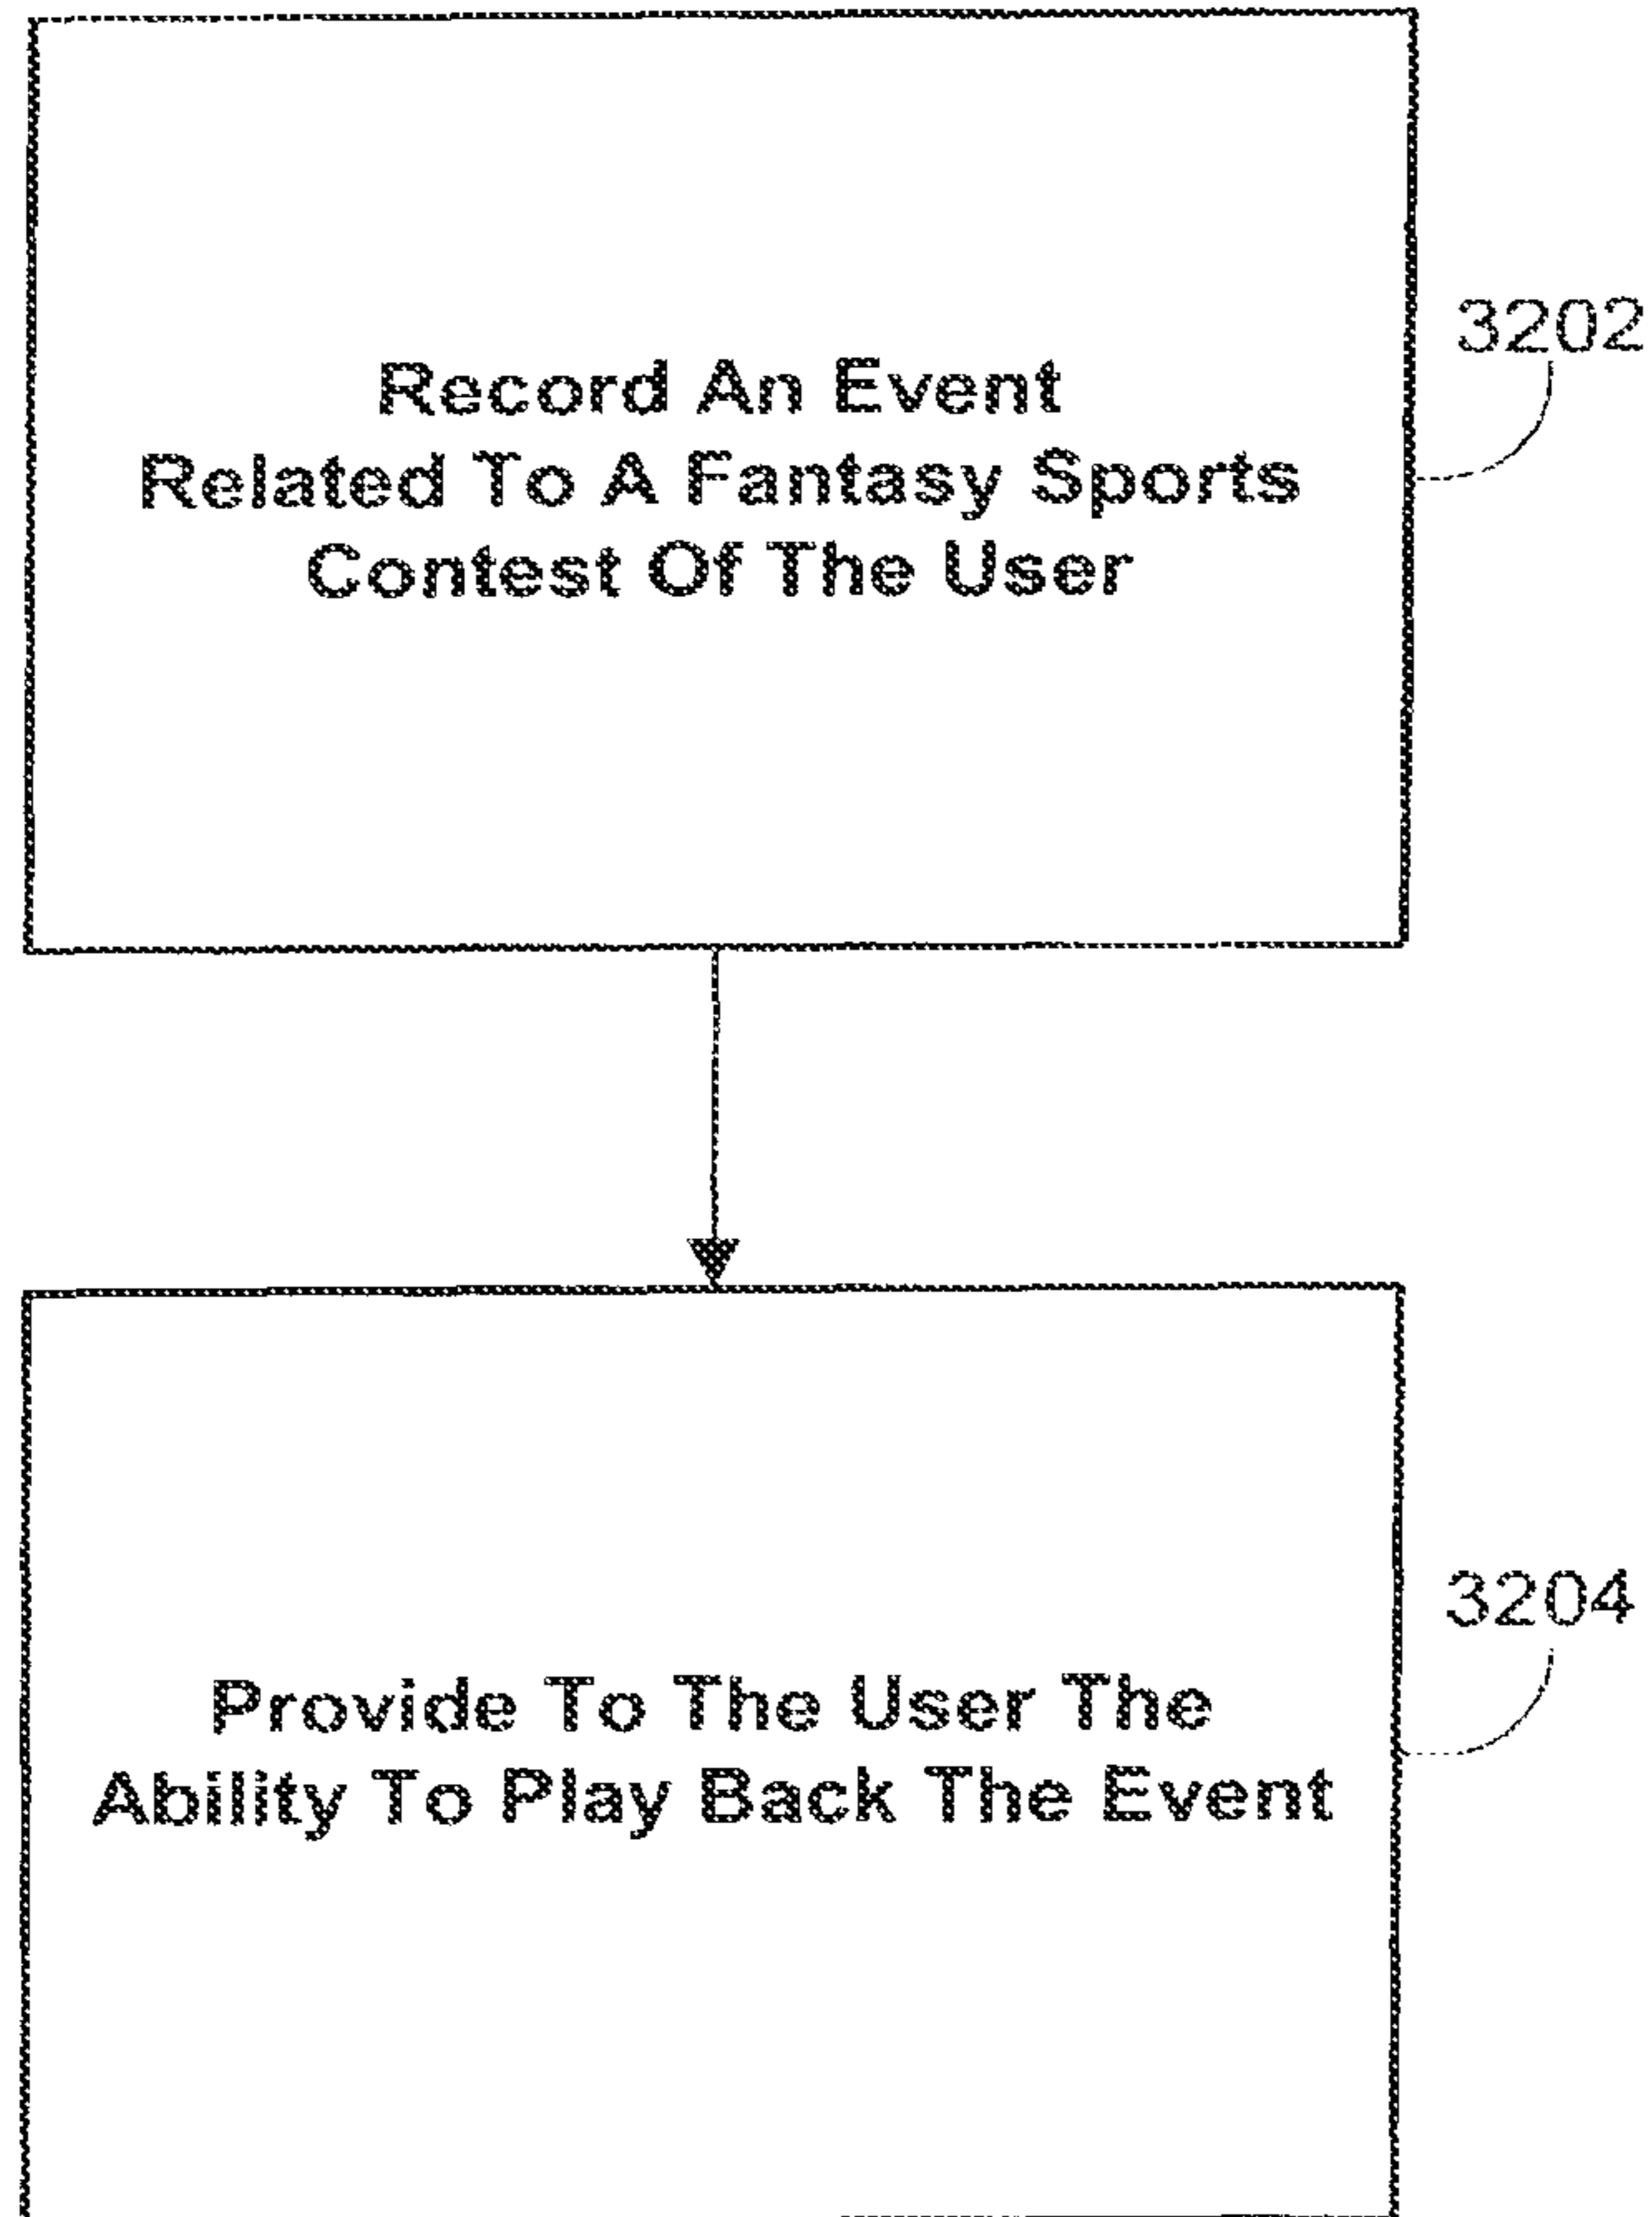 Record An Event
Related To A Fantasy Sports
Contest Of The User
3202
Provide To The User The
Ability To Play Back The Event
3204